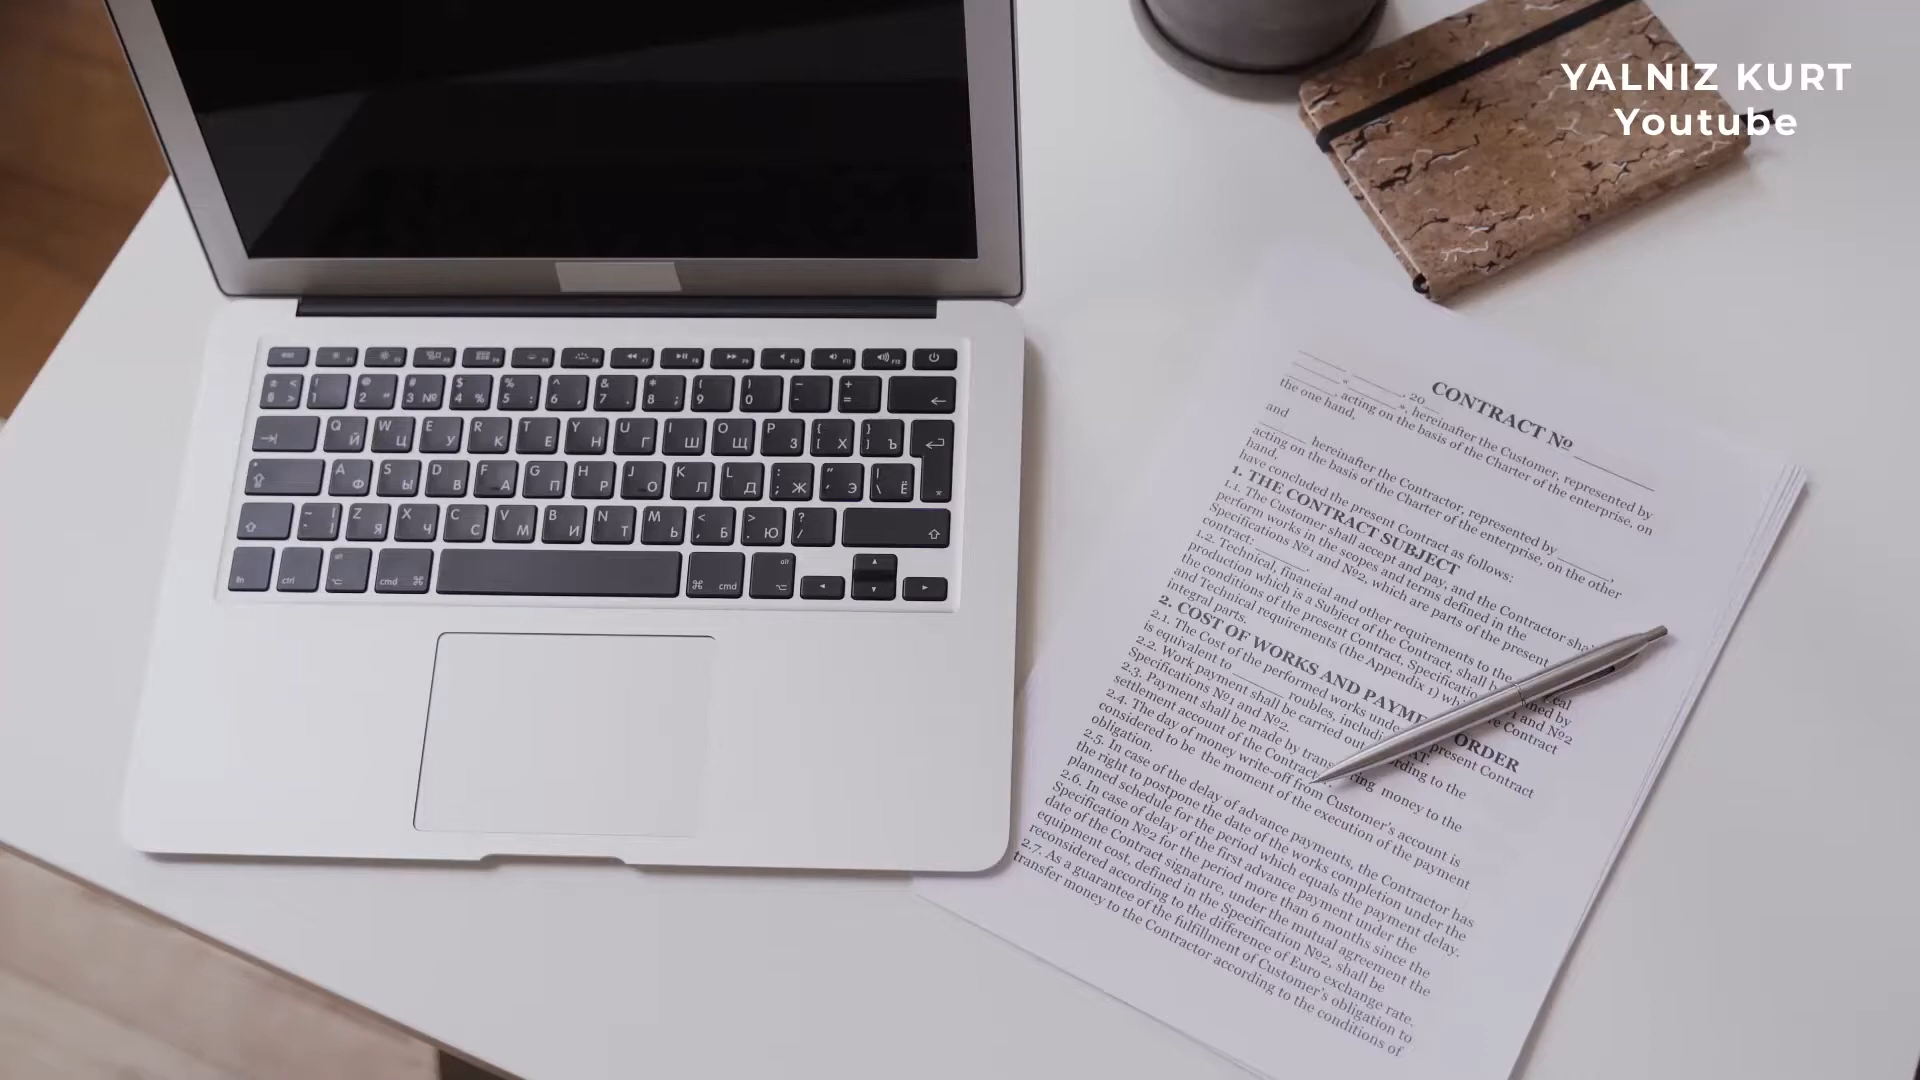 YALNIZ KURT
Youtube
CONTRACT №
20
hereinafter the Customer, represented by
acting on the basis of the Charter of the enterprise, on
the one hand,
and
hereinafter the Contractor, represented by
acting on the basis of the Charter of the enterprise, on the other
hand,
have concluded the present Contract as follows:
1. THE CONTRACT SUBJECT
1.1. The Customer shall accept and pay, and the Contractor
perform works in the scopes and terms defined in the
Specifications №1 and №2, which are parts of the present
contract:
1.2. Technical, financial and other requirements to the
production which is a Subject of the Contract, shall
the conditions of the present Contract, Specifications №1 and №2
and Technical requirements (the Appendix 1) Contract
integral parts.
2. COST OF WORKS AND ORDER
2.1. The Cost of the performed works present Contract
is equivalent to roubles,
2.2. Work payment shall be carried out to the
Specifications №1 and №2.
2.3. Payment shall be made by money to the
settlement account of the
2.4. The day of money write-off from Customer's account is
considered to be the moment of the execution of the payment
obligation.
2.5. In case of the delay of advance payments, the Contractor has
the right to postpone the date of the works completion under the
planned schedule for the period which equals the payment delay.
2.6. In case of delay of the first advance payment under the
Specification №2 for the period more than 6 months since the
date of the Contract signature, under the mutual agreement the
equipment cost, defined in the Specification №2, shall be
reconsidered according to the difference of Euro exchange rate.
2.7. As a guarantee of the fulfillment of Customer's obligation to
transfer money to the Contractor according to the conditions of